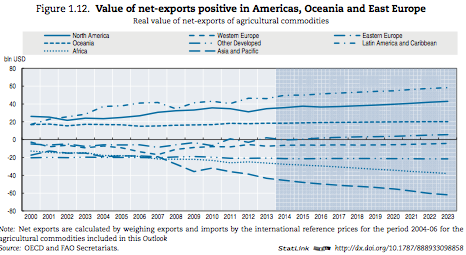 Figure 1.12. Value of net-exports positive in Americas, Oceania and East Europe
Real value of net-exports of agricultural commodities
North America Western Europe Eastern Europe
Oceania Other Developed Latin America and Caribbean
Africa Asia and Pacific
bln USD
80
60
40
20
0
-20
-40
-60
-80
2000 2001 2002 2003 2004 2005 2006 2007 2008 2009 2010 2011 2012 2013 2014 2015 2016 2017 2018 2019 2020 2021 2022 2023
Note: Net exports are calculated by weighing exports and imports by the international reference prices for the period 2004-06 for the
agricultural commodities included in this Outlook
Source: OECD and FAO Secretariats.
StatLink http://dx.doi.org/10.1787/888933098858